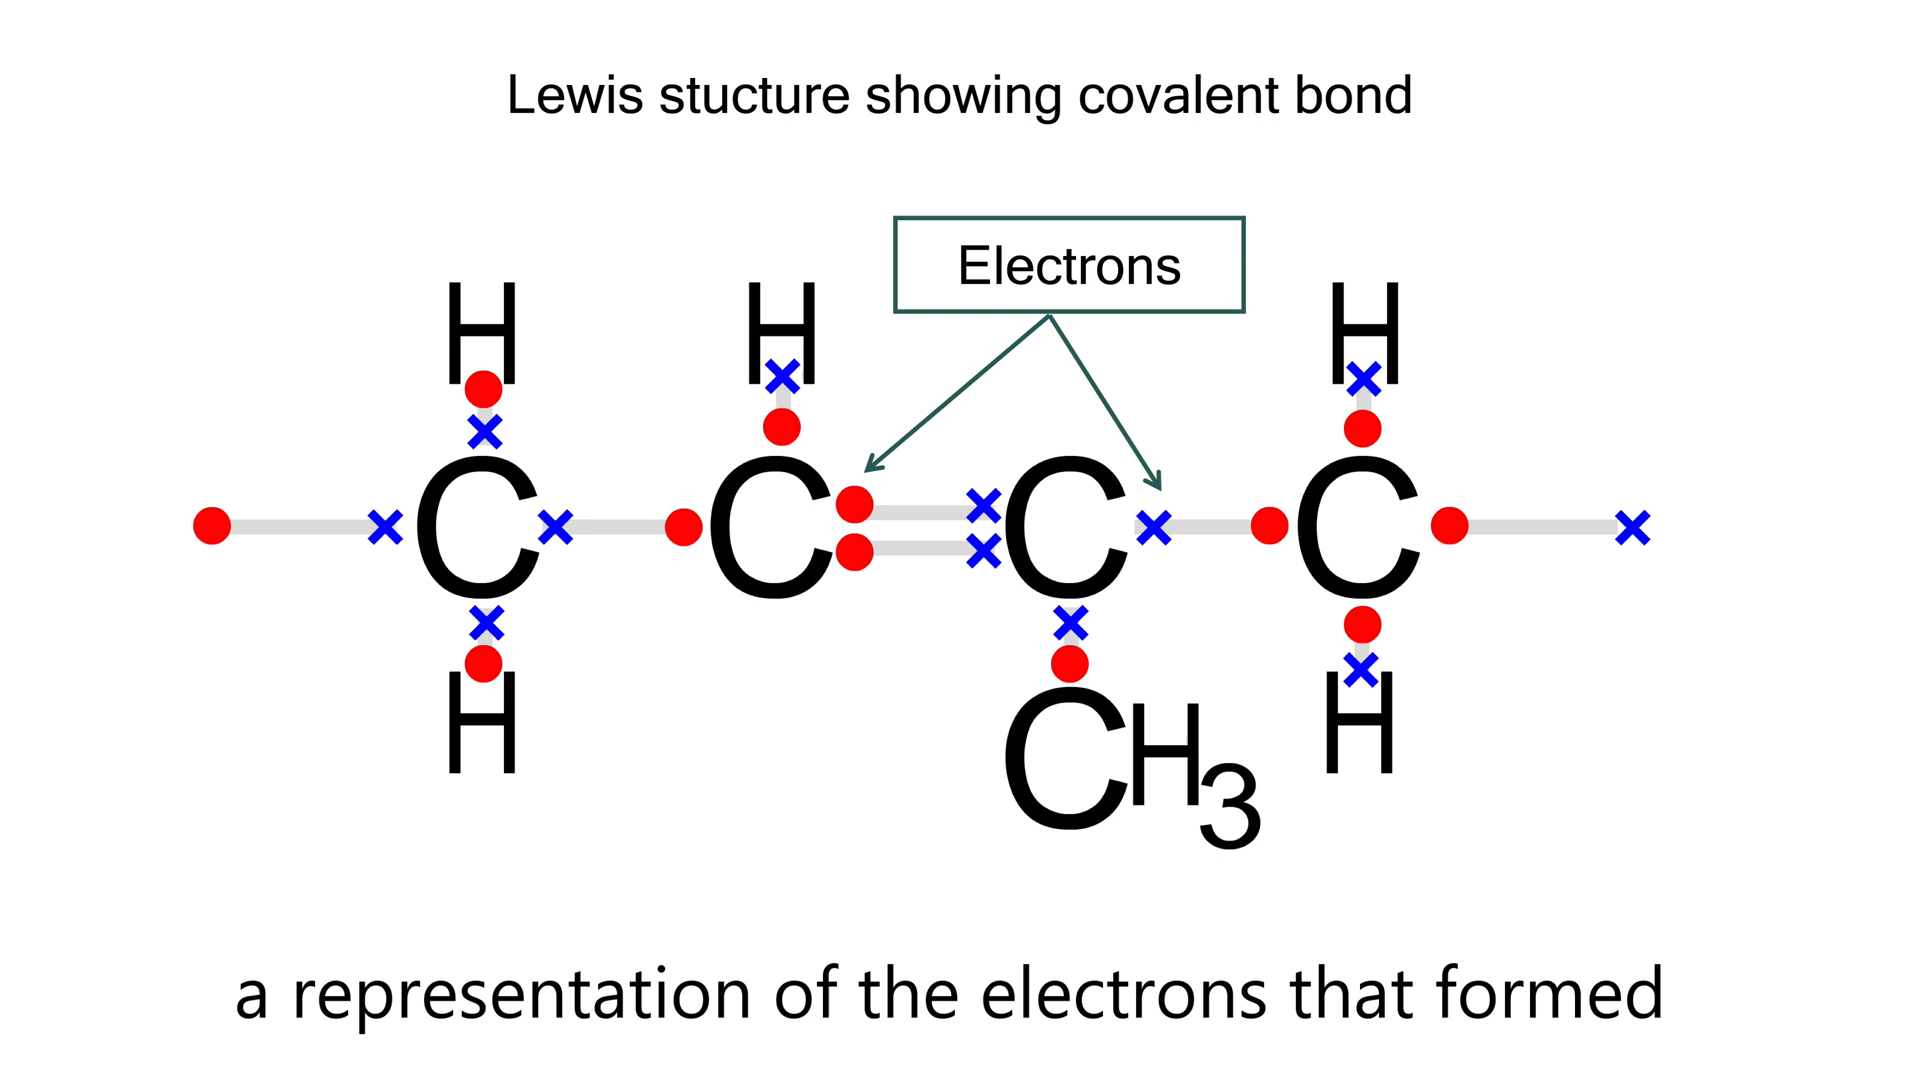 Lewis stucture showing covalent bond
Electrons
H H H
C C C C
H CH3 H
a representation of the electrons that formed